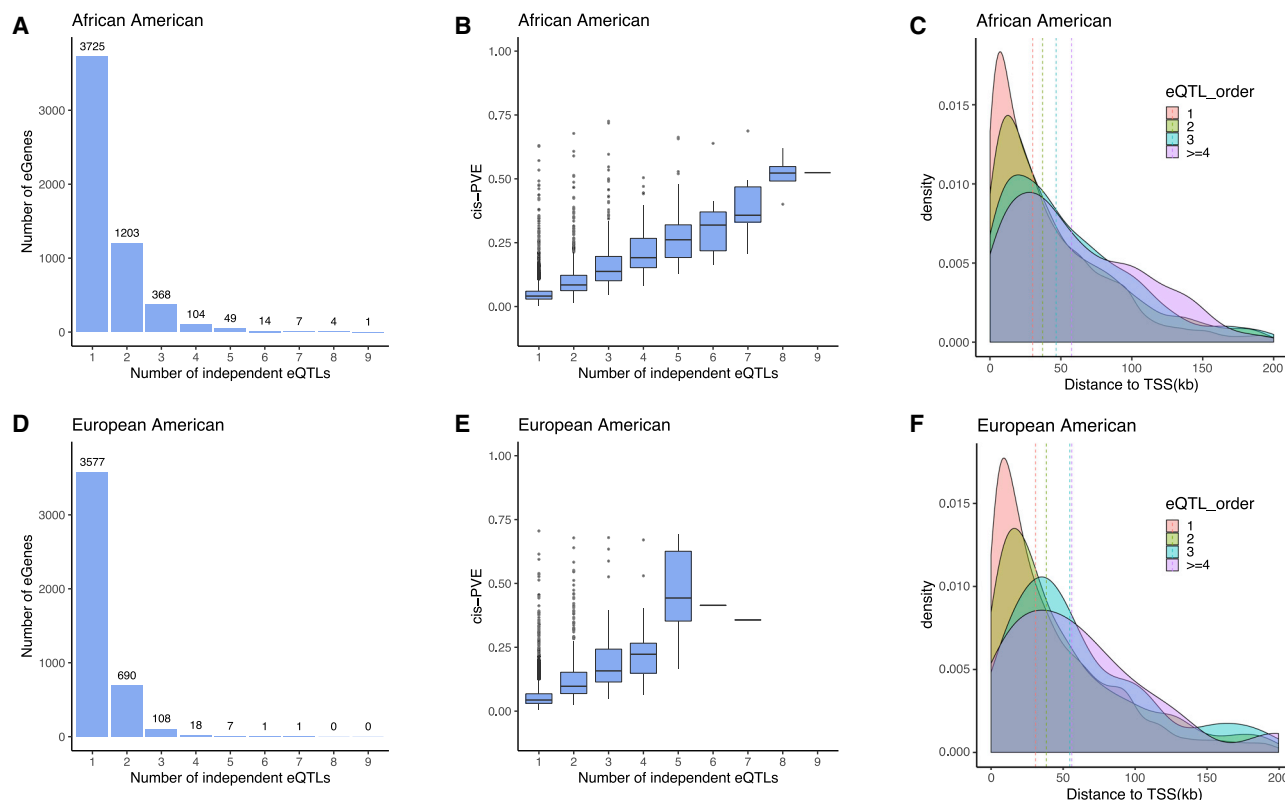 A
African American
3725
1203
368
104
49
14
7
4
1
3000
2000
1000
0
Number of eGenes
1 2 3 4 5 6 7 8 9
Number of independent eQTLs
B
African American
1.00
0.75
0.50
0.25
0.00
cis−PVE
1 2 3 4 5 6 7 8 9
Number of independent eQTLs
C
African American
0.015
0.010
0.005
0.000
density
eQTL_order
1
2
3
>=4
0 50 100 150 200
Distance to TSS(kb)
D
European American
3577
690
108
18
7
1
1
0
0
3000
2000
1000
0
Number of eGenes
1 2 3 4 5 6 7 8 9
Number of independent eQTLs
E
European American
1.00
0.75
0.50
0.25
0.00
cis−PVE
1 2 3 4 5 6 7 8 9
Number of independent eQTLs
F
European American
0.015
0.010
0.005
0.000
density
eQTL_order
1
2
3
>=4
0 50 100 150 200
Distance to TSS(kb)